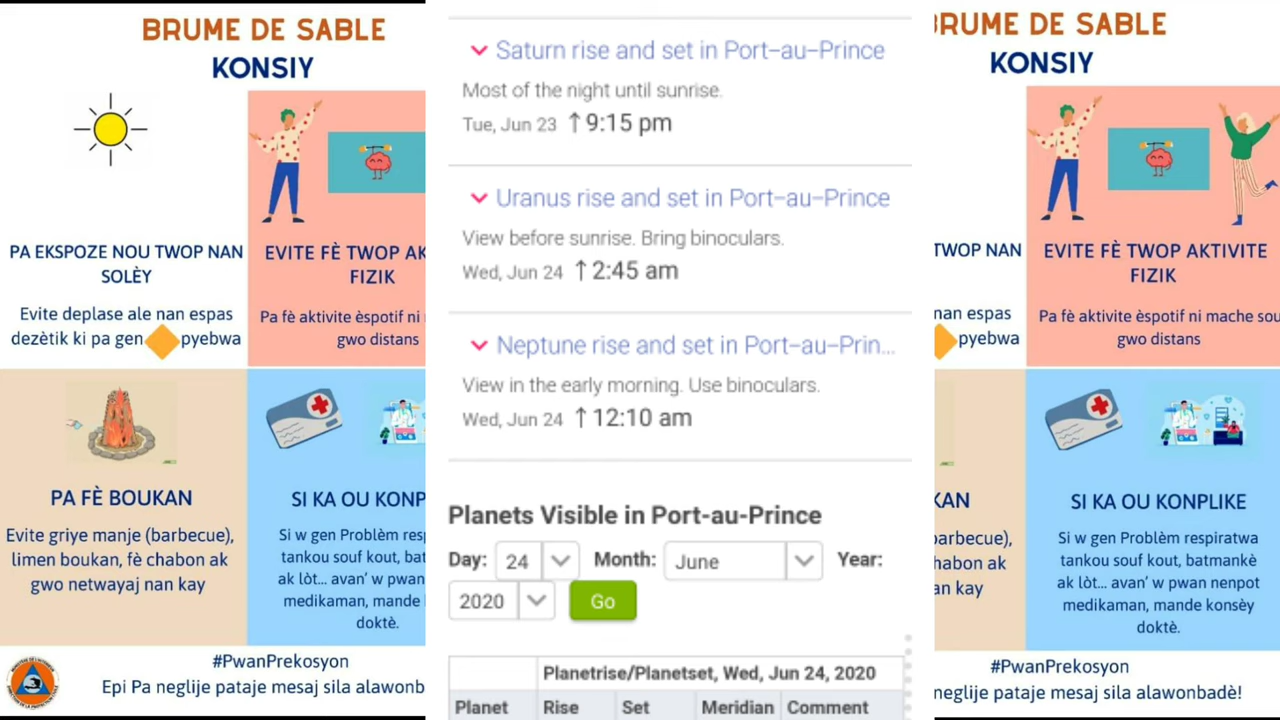 BRUME DE SABLE
KONSIY
PA EKSPOZE NOU TWOP NAN
SOLÈY
Evite deplase ale nan espas
dezètik ki pa gen pyebwa
EVITE FÈ TWOP AK
FIZIK
Pa fè aktivite èspotif ni
gwo distans
PA FÈ BOUKAN
Evite griye manje (barbecue),
limen boukan, fè chabon ak
gwo netwayaj nan kay
SI KA OU KONP
Si w gen Problèm resp
tankou souf kout, bat
ak lòt... avan' w pwan
medikaman, mande
doktè.
#PwanPrekosyon
Epi Pa neglije pataje mesaj sila alawonb
Saturn rise and set in Port-au-Prince
Most of the night until sunrise.
Tue, Jun 23 ↑ 9:15 pm
Uranus rise and set in Port-au-Prince
View before sunrise. Bring binoculars.
Wed, Jun 24 ↑ 2:45 am
Neptune rise and set in Port-au-Prin...
View in the early morning. Use binoculars.
Wed, Jun 24 ↑ 12:10 am
Planets Visible in Port-au-Prince
Day: 24 Month: June Year:
2020 Go
Planetrise/Planetset, Wed, Jun 24, 2020
Planet Rise Set Meridian Comment
RUME DE SABLE
KONSIY
TWOP NAN
nan espas
pyebwa
EVITE FÈ TWOP AKTIVITE
FIZIK
Pa fè aktivite èspotif ni mache sou
gwo distans
KAN
barbecue),
habon ak
an kay
SI KA OU KONPLIKE
Si w gen Problèm respiratwa
tankou souf kout, batmankè
ak lòt... avan' w pwan nenpot
medikaman, mande konsèy
doktè.
#PwanPrekosyon
neglije pataje mesaj sila alawonbadè!